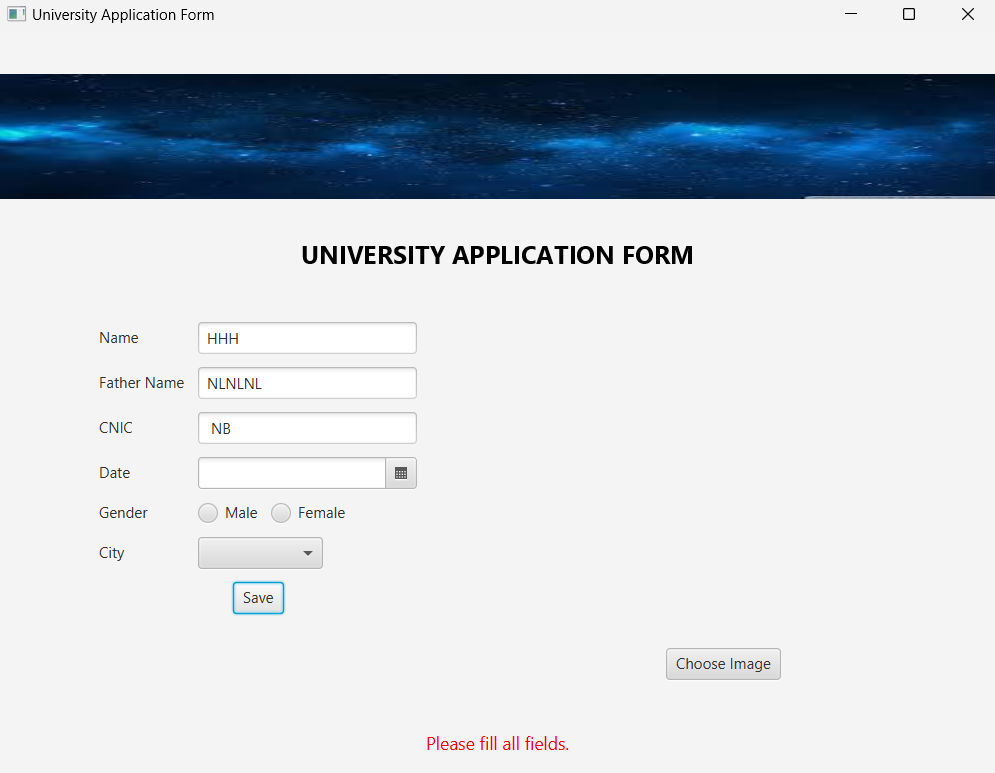 University Application Form
UNIVERSITY APPLICATION FORM
Name HHH
Father Name NLNLNL
CNIC NB
Date
Gender Male Female
City
Save
Choose Image
Please fill all fields.